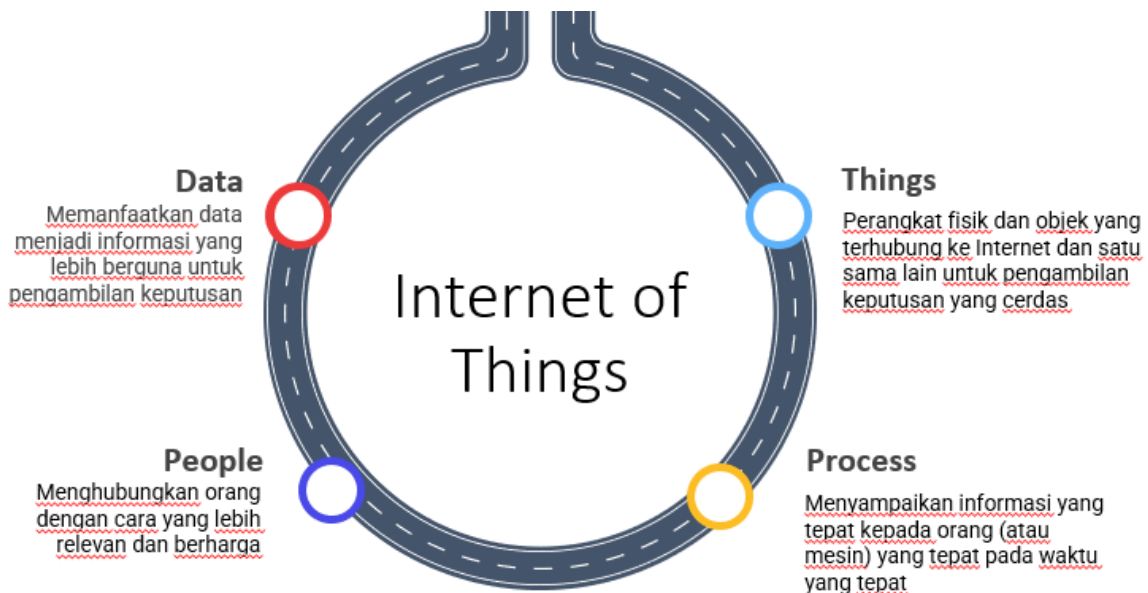 Data
Memanfaatkan data
menjadi informasi yang
lebih berguna untuk
pengambilan keputusan
Things
Perangkat fisik dan objek yang
terhubung ke Internet dan satu
sama lain untuk pengambilan
keputusan yang cerdas
Internet of
Things
People
Menghubungkan orang
dengan cara yang lebih
relevan dan berharga
Process
Menyampaikan informasi yang
tepat kepada orang (atau
mesin) yang tepat pada waktu
yang tepat